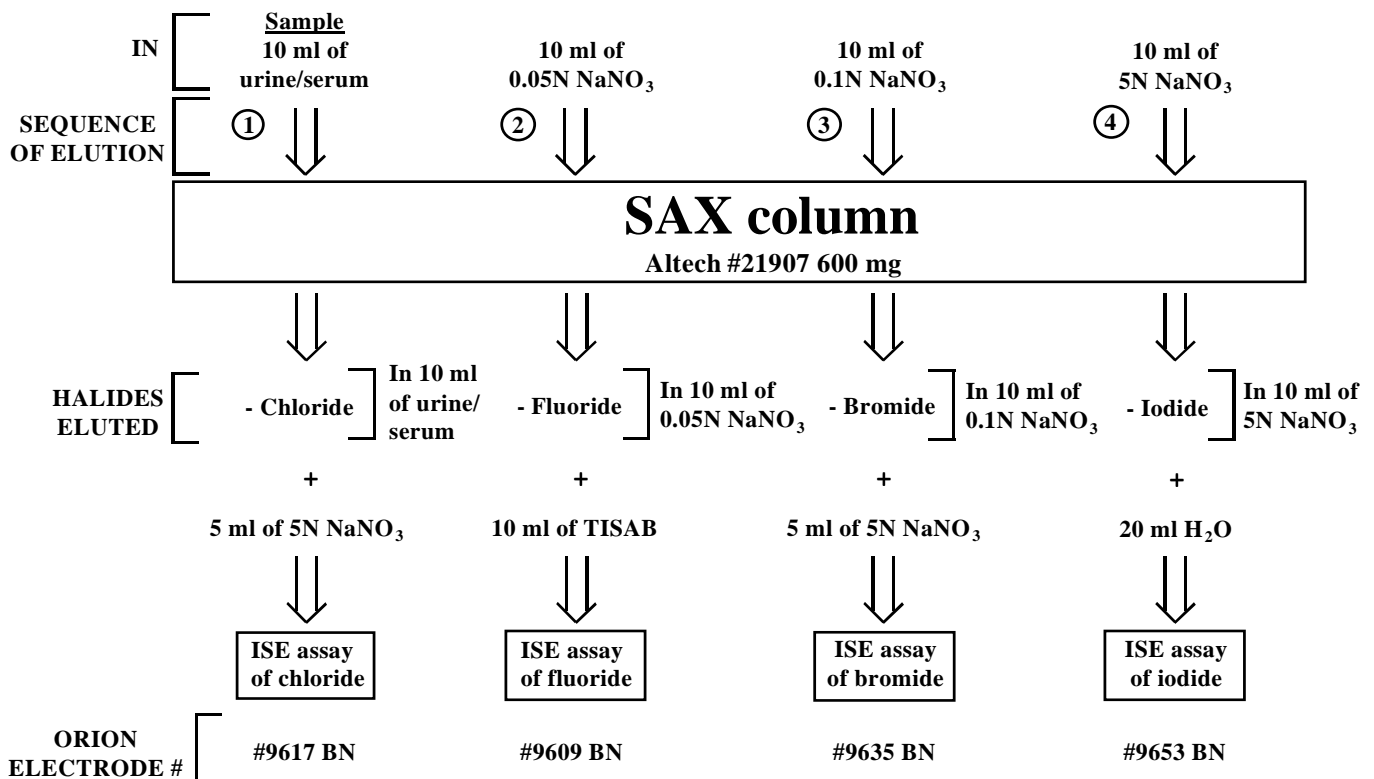 IN
Sample
10 ml of
urine/serum
10 ml of
0.05N NaNO₃
10 ml of
0.1N NaNO₃
10 ml of
5N NaNO₃
SEQUENCE
OF ELUTION
1
2
3
4
SAX column
Altech #21907 600 mg
HALIDES
ELUTED
- Chloride
In 10 ml
of urine/
serum
- Fluoride
In 10 ml of
0.05N NaNO₃
- Bromide
In 10 ml of
0.1N NaNO₃
- Iodide
In 10 ml of
5N NaNO₃
+
+
+
+
5 ml of 5N NaNO₃
10 ml of TISAB
5 ml of 5N NaNO₃
20 ml H₂O
ISE assay
of chloride
ISE assay
of fluoride
ISE assay
of bromide
ISE assay
of iodide
ORION
ELECTRODE #
#9617 BN
#9609 BN
#9635 BN
#9653 BN